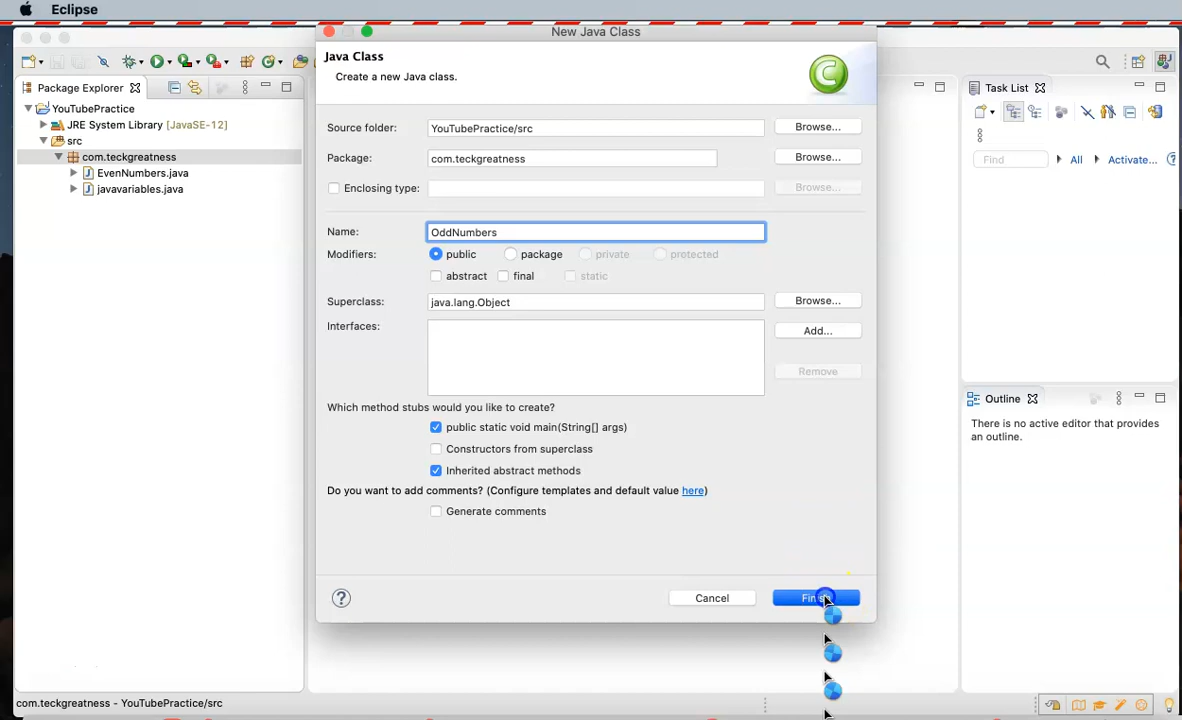 Eclipse
New Java Class
Java Class
Create a new Java class.
Package Explorer
YouTubePractice
JRE System Library [JavaSE-12]
src
com.teckgreatness
EvenNumbers.java
javavariables.java
Source folder: YouTubePractice/src Browse...
Package: com.teckgreatness Browse...
Enclosing type: Browse...
Name: OddNumbers
Modifiers: public package private protected
abstract final static
Superclass: java.lang.Object Browse...
Interfaces: Add...
Remove
Which method stubs would you like to create?
public static void main(String[] args)
Constructors from superclass
Inherited abstract methods
Do you want to add comments? (Configure templates and default value here)
Generate comments
Cancel
Task List
Find All Activate...
Outline
There is no active editor that provides
an outline.
com.teckgreatness - YouTubePractice/src